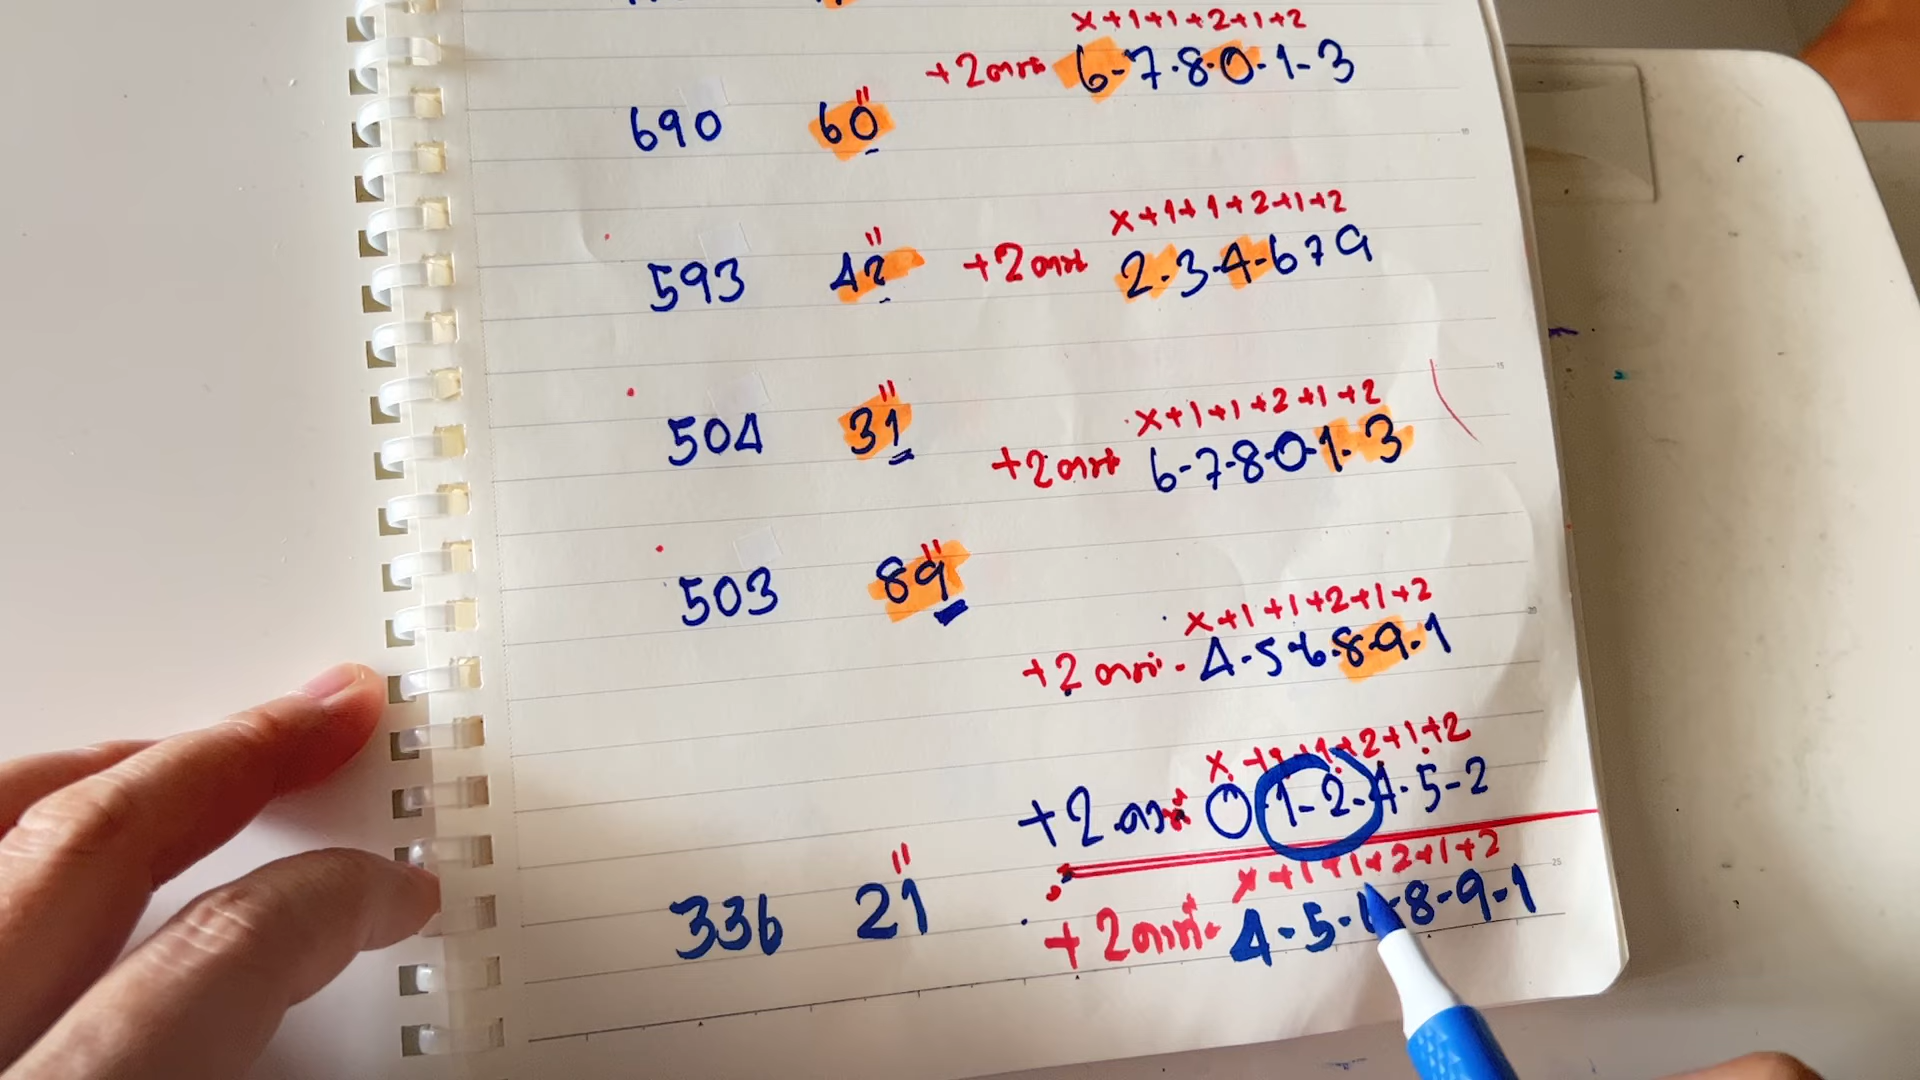 x+1+1+2+1+2
+2 6-7.8.0.1-3
690 60
x+1+1+2+1+2
593 42 +2 2.3.4-679
x+1+1+2+1+2
504 31 +2 6-7-8-0-1-3
503 89
x+1+1+2+1+2
+2 4.5.6.8.9.1
x+1+1+2+1+2
+2 0 1-2-4.5-2
x+1+1+2+1+2
336 21 +2 4-5-6-8-9-1